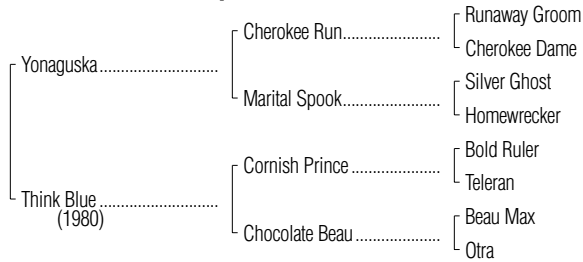 Runaway Groom
Cherokee Run..........................
Cherokee Dame
Yonaguska..........................
Silver Ghost
Marital Spook.....................
Homewrecker
Bold Ruler
Cornish Prince ...................
Teleran
Think Blue ..........................
(1980)
Beau Max
Chocolate Beau ..................
Otra